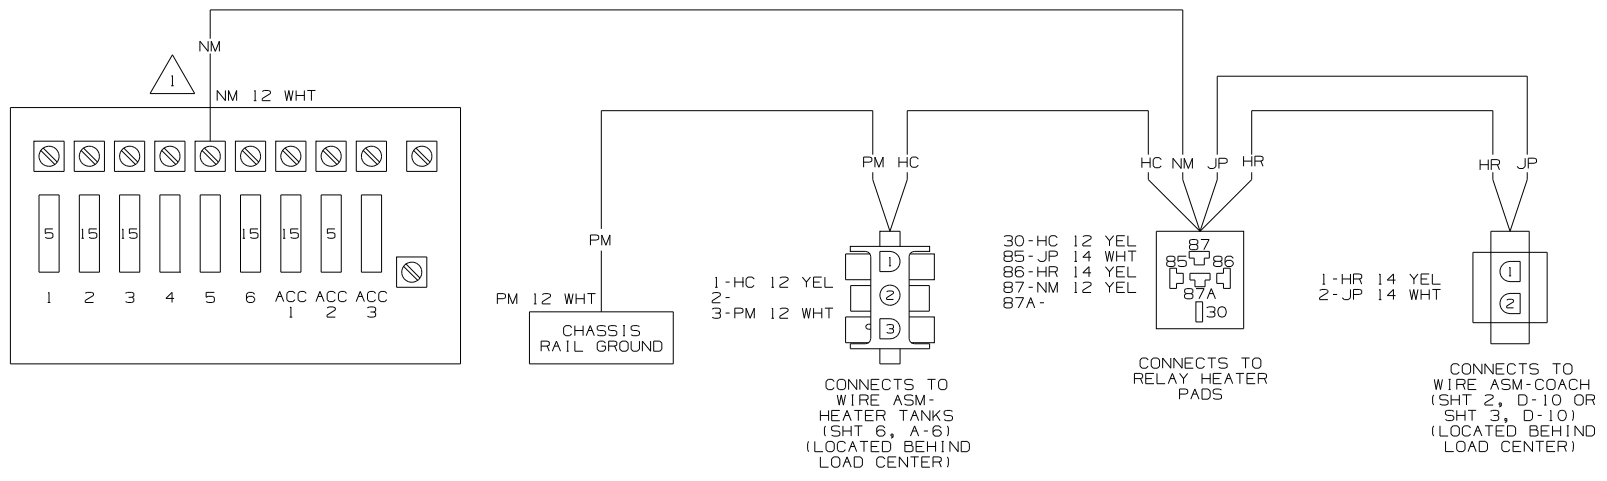 NM
1
NM 12 WHT
5 15 15 15 15 5
1 2 3 4 5 6 ACC 1 ACC 2 ACC 3
PM
PM 12 WHT
CHASSIS
RAIL GROUND
PM HC
1-HC 12 YEL
2-
3-PM 12 WHT
1
2
3
CONNECTS TO
WIRE ASM-
HEATER TANKS
(SHT 6, A-6)
(LOCATED BEHIND
LOAD CENTER)
HC NM JP HR
30-HC 12 YEL
85-JP 14 WHT
86-HR 14 YEL
87-NM 12 YEL
87A-
87
85 86
87A
30
CONNECTS TO
RELAY HEATER
PADS
HR JP
1-HR 14 YEL
2-JP 14 WHT
1
2
CONNECTS TO
WIRE ASM-COACH
(SHT 2, D-10 OR
SHT 3, D-10)
(LOCATED BEHIND
LOAD CENTER)